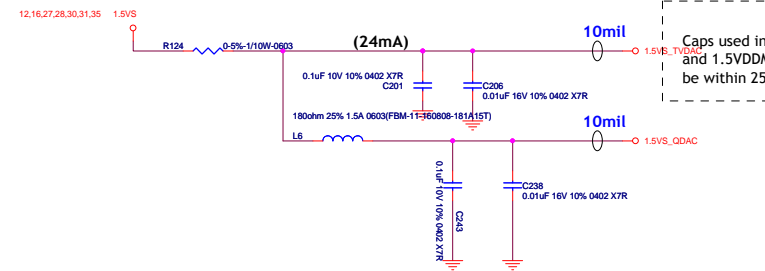 12,16,27,28,30,31,35 1.5VS
10mil
R124 0-5%-1/10W-0603 (24mA)
1.5VS_TVDAC
Caps used in
and 1.5VDDM
be within 25
0.1uF 10V 10% 0402 X7R
C201
C206
0.01uF 16V 10% 0402 X7R
180ohm 25% 1.5A 0603(FBM-11-160808-181A15T)
L6
10mil
1.5VS_QDAC
0.1uF 10V 10% 0402 X7R
C243
C238
0.01uF 16V 10% 0402 X7R